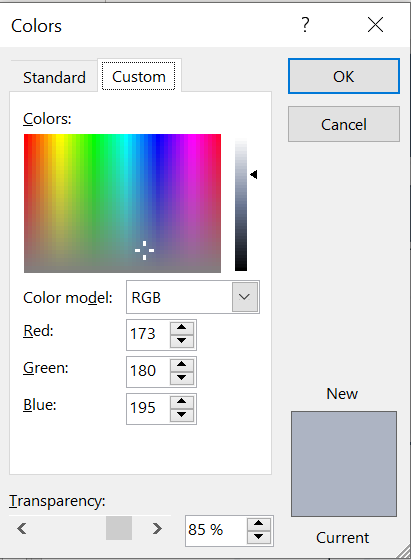 Colors
?
Standard
Custom
OK
Cancel
Colors:
Color model: RGB
Red: 173
Green: 180
Blue: 195
New
Transparency:
85 %
Current